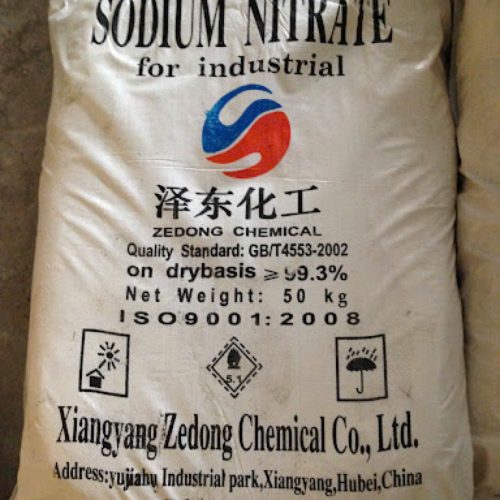 SODIUM NITRATE
for industrial
泽东化工
ZEDONG CHEMICAL
Quality Standard: GB/T4553-2002
on drybasis ≥99.3%
Net Weight: 50 kg
ISO9001:2008
5.1
Xiangyang Zedong Chemical Co., Ltd.
Address:yujiahu Industrial park,Xiangyang,Hubei,China